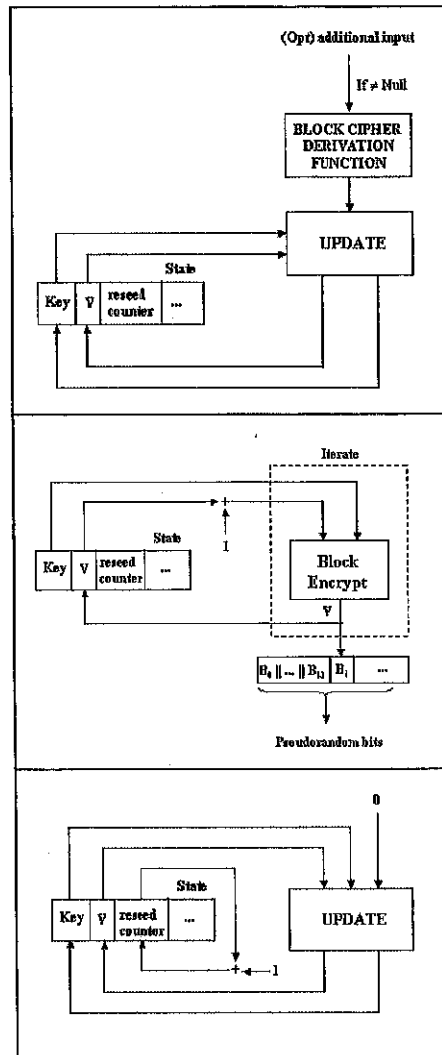 (Opt) additional input
If ≠ Null
BLOCK CIPHER
DERIVATION
FUNCTION
UPDATE
State
Key V reseed counter ...
Iterate
+
1
State
Key V reseed counter ...
Block
Encrypt
V
B0 || ... || Bi-1 Bi ...
Pseudorandom bits
0
State
Key V reseed counter ...
UPDATE
+ 1